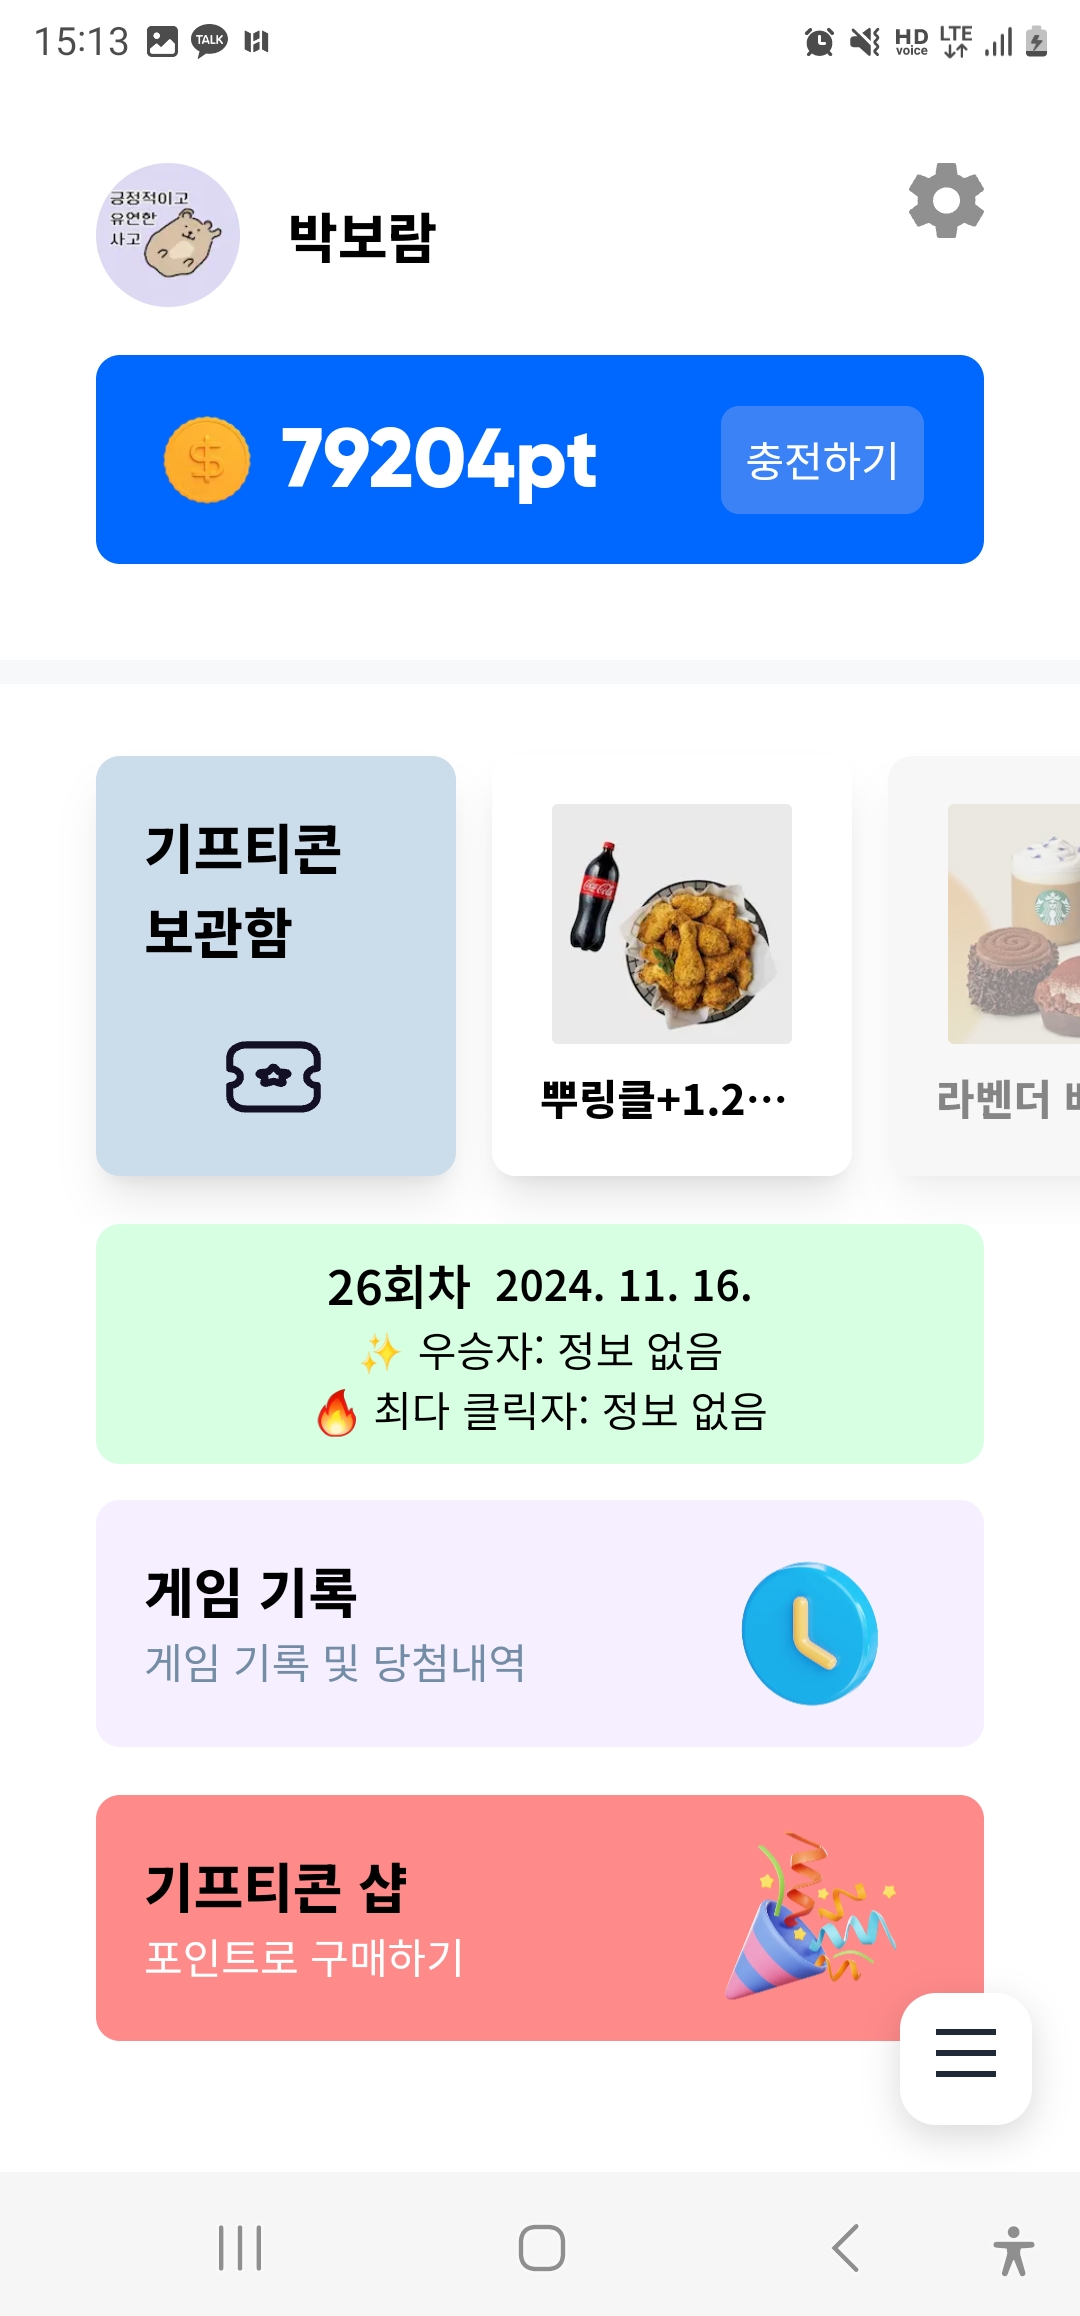 15:13
TALK
HD voice
LTE
긍정적이고
유연한
사고
박보람
79204pt
충전하기
기프티콘
보관함
Coca-Cola
뿌링클+1.2···
라벤더
26회차 2024. 11. 16.
✨ 우승자: 정보 없음
🔥 최다 클릭자: 정보 없음
게임 기록
게임 기록 및 당첨내역
기프티콘 샵
포인트로 구매하기